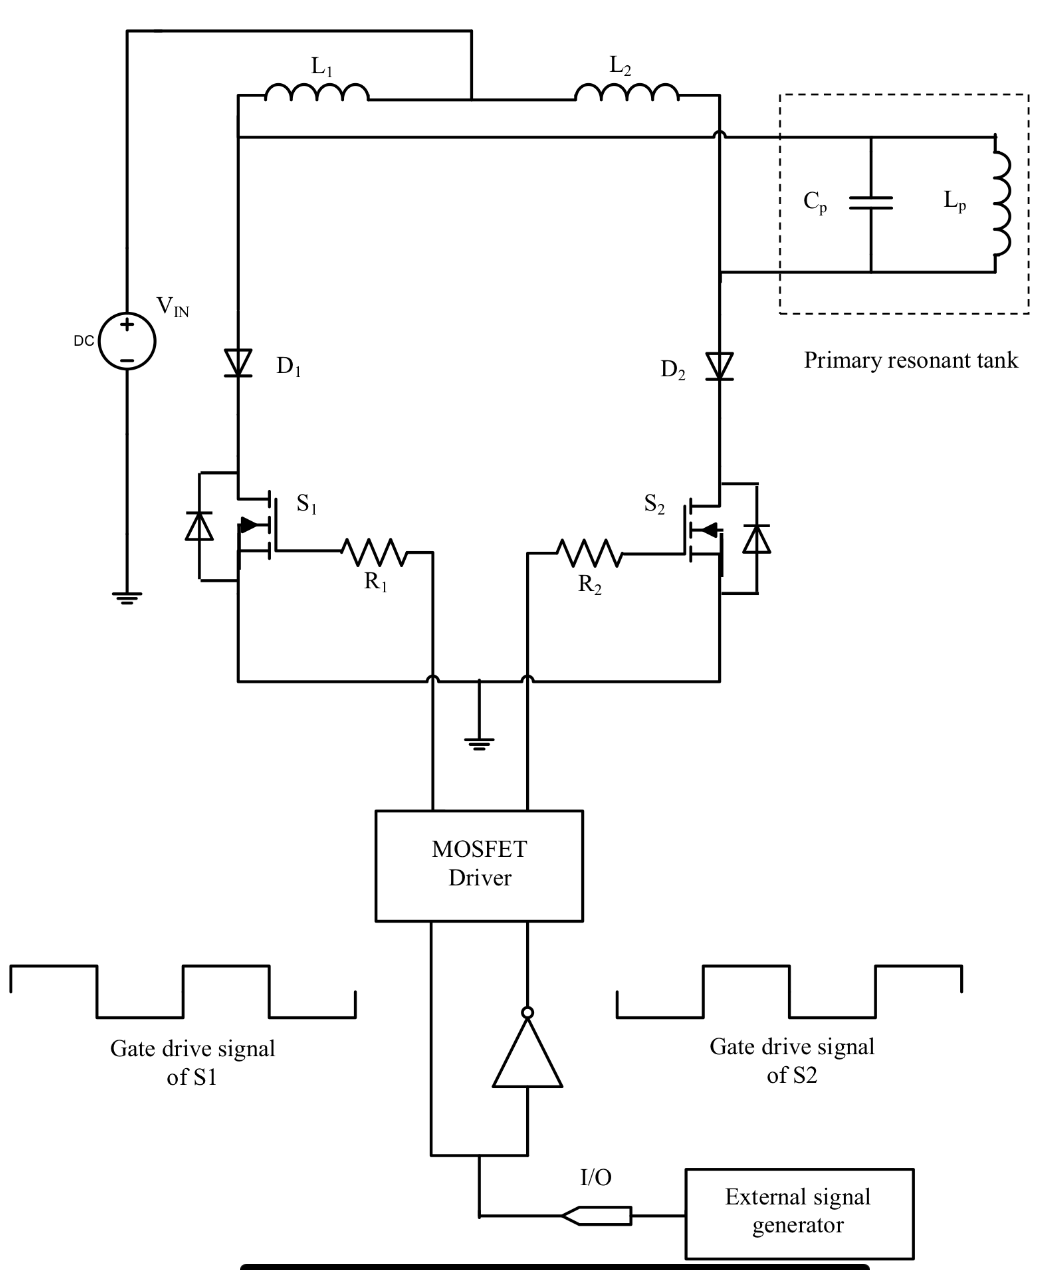 L₁
L₂
Cₚ
Lₚ
V_IN
DC
+
−
D₁
D₂
Primary resonant tank
S₁
S₂
R₁
R₂
MOSFET
Driver
Gate drive signal
of S1
Gate drive signal
of S2
I/O
External signal
generator